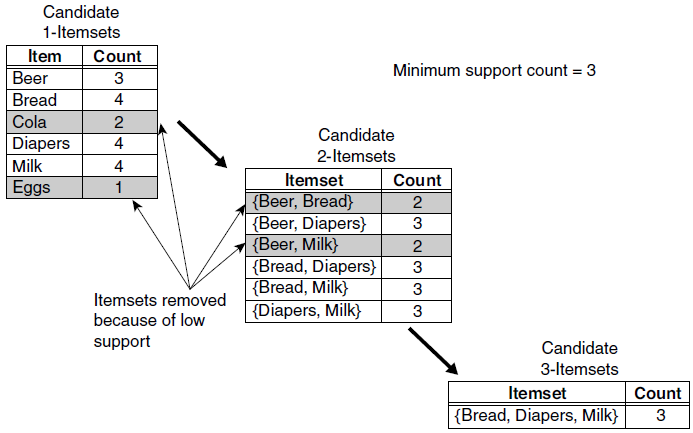 Candidate
1-Itemsets
Item Count
Beer 3
Bread 4
Cola 2
Diapers 4
Milk 4
Eggs 1
Minimum support count = 3
Candidate
2-Itemsets
Itemset Count
{Beer, Bread} 2
{Beer, Diapers} 3
{Beer, Milk} 2
{Bread, Diapers} 3
{Bread, Milk} 3
{Diapers, Milk} 3
Itemsets removed
because of low
support
Candidate
3-Itemsets
Itemset Count
{Bread, Diapers, Milk} 3